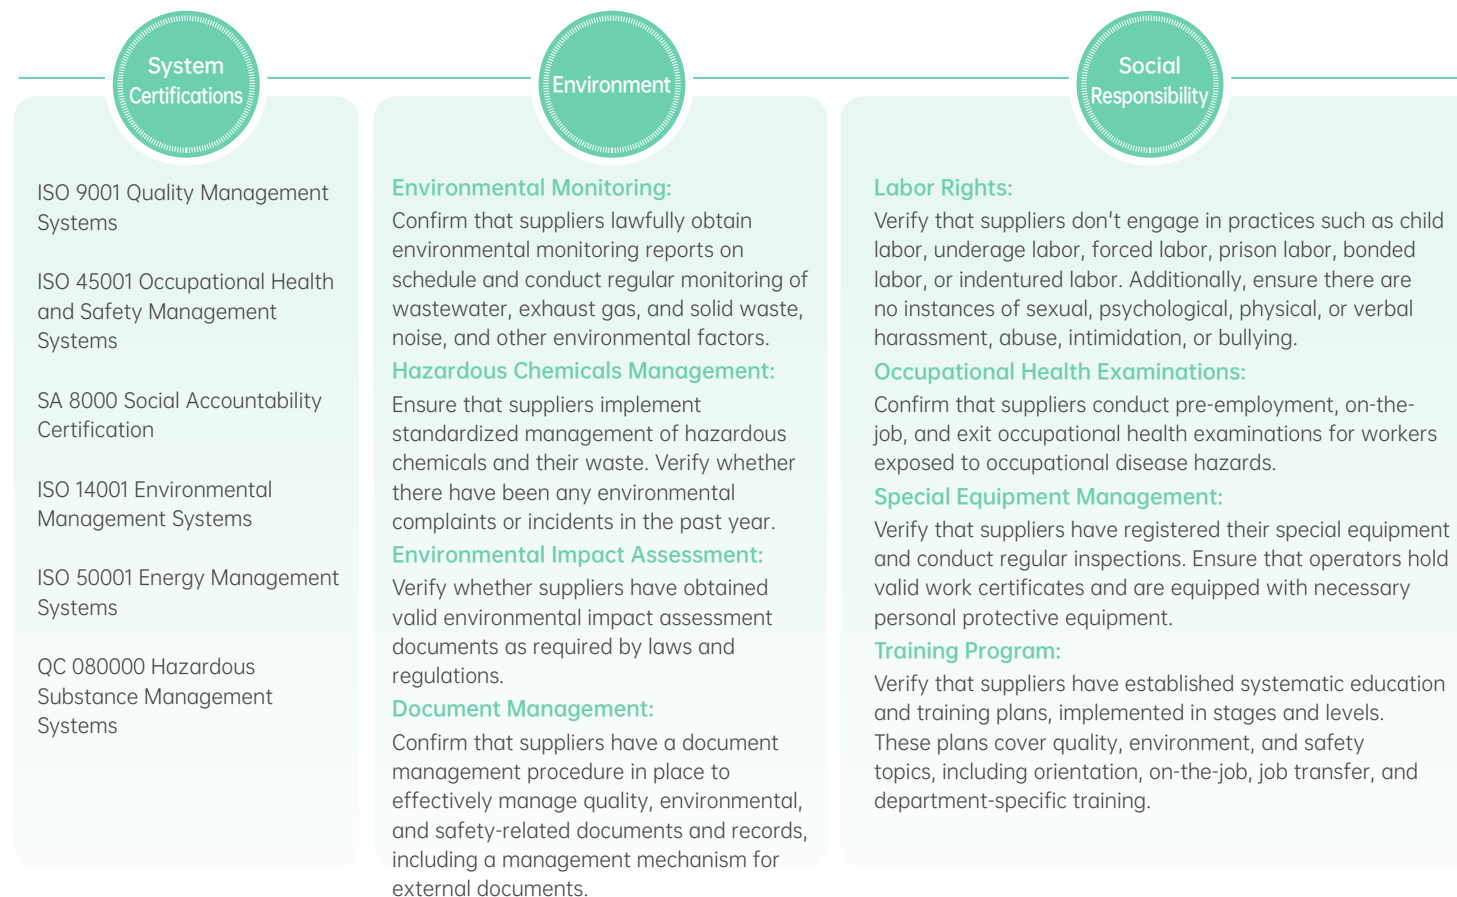 System
Certifications
ISO 9001 Quality Management
Systems
ISO 45001 Occupational Health
and Safety Management
Systems
SA 8000 Social Accountability
Certification
ISO 14001 Environmental
Management Systems
ISO 50001 Energy Management
Systems
QC 080000 Hazardous
Substance Management
Systems
Environment
Environmental Monitoring:
Confirm that suppliers lawfully obtain
environmental monitoring reports on
schedule and conduct regular monitoring of
wastewater, exhaust gas, and solid waste,
noise, and other environmental factors.
Hazardous Chemicals Management:
Ensure that suppliers implement
standardized management of hazardous
chemicals and their waste. Verify whether
there have been any environmental
complaints or incidents in the past year.
Environmental Impact Assessment:
Verify whether suppliers have obtained
valid environmental impact assessment
documents as required by laws and
regulations.
Document Management:
Confirm that suppliers have a document
management procedure in place to
effectively manage quality, environmental,
and safety-related documents and records,
including a management mechanism for
external documents.
Social
Responsibility
Labor Rights:
Verify that suppliers don't engage in practices such as child
labor, underage labor, forced labor, prison labor, bonded
labor, or indentured labor. Additionally, ensure there are
no instances of sexual, psychological, physical, or verbal
harassment, abuse, intimidation, or bullying.
Occupational Health Examinations:
Confirm that suppliers conduct pre-employment, on-the-
job, and exit occupational health examinations for workers
exposed to occupational disease hazards.
Special Equipment Management:
Verify that suppliers have registered their special equipment
and conduct regular inspections. Ensure that operators hold
valid work certificates and are equipped with necessary
personal protective equipment.
Training Program:
Verify that suppliers have established systematic education
and training plans, implemented in stages and levels.
These plans cover quality, environment, and safety
topics, including orientation, on-the-job, job transfer, and
department-specific training.